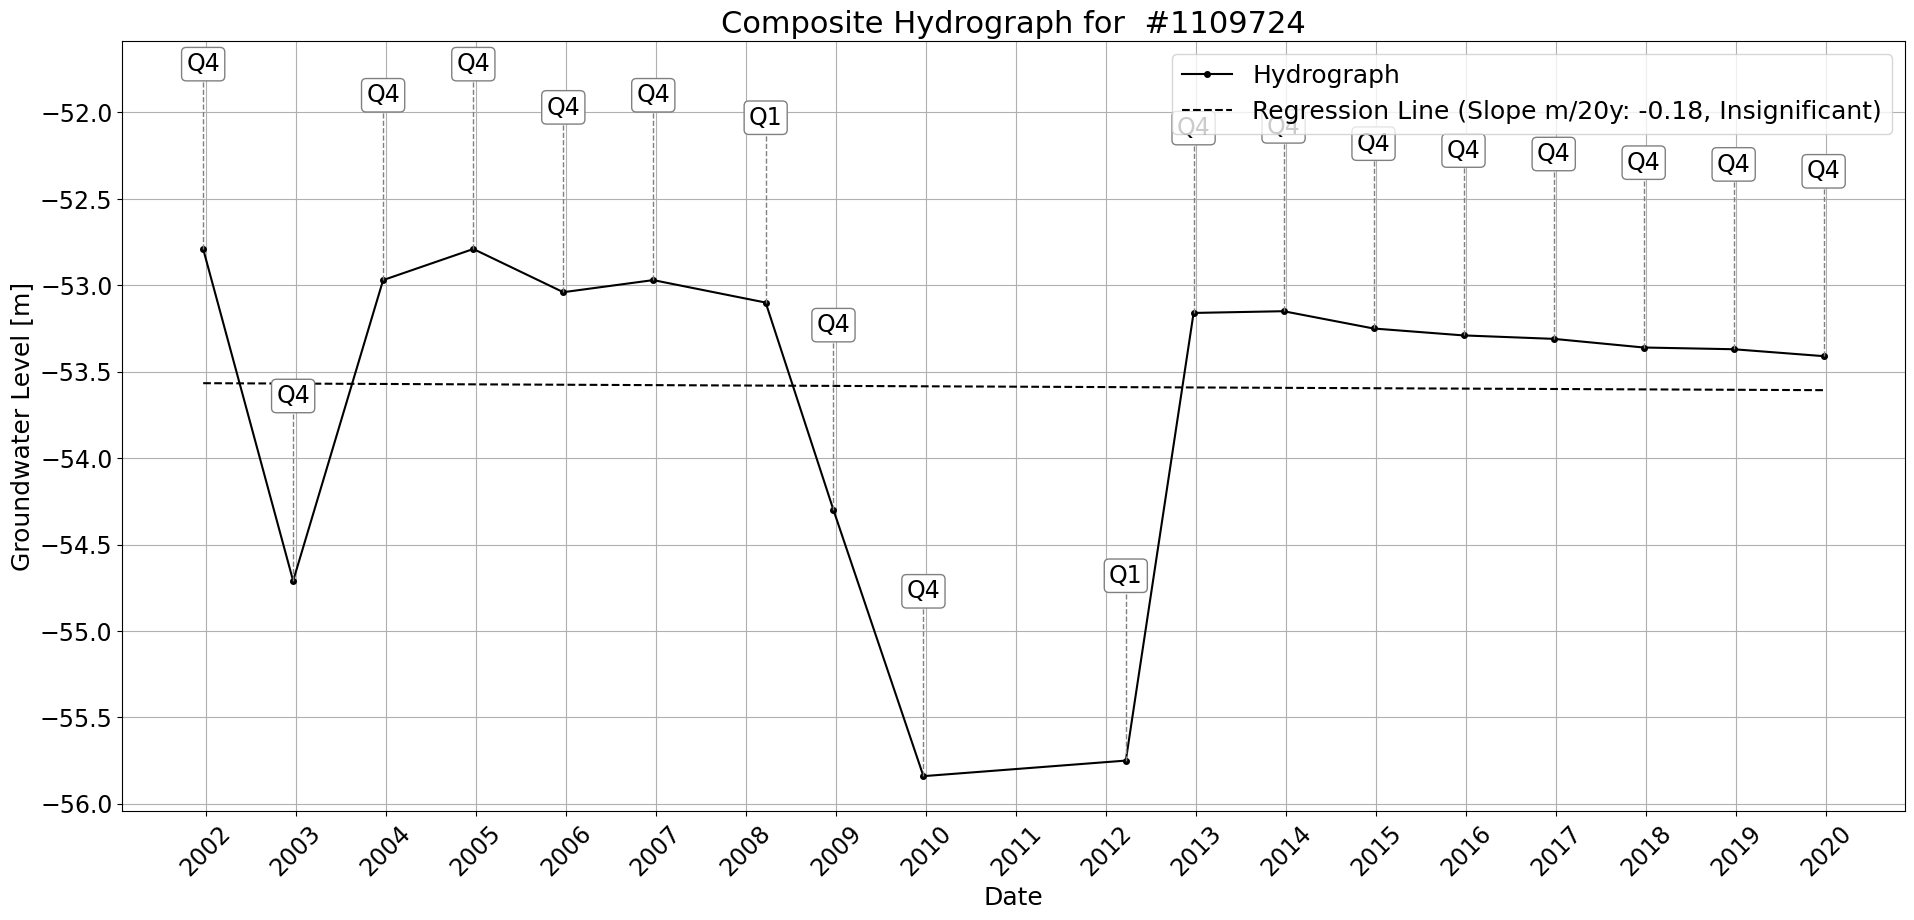 Composite Hydrograph for  #1109724
Hydrograph
Regression Line (Slope m/20y: -0.18, Insignificant)
Q4
Q4
Q4
Q4
Q4
Q4
Q1
Q4
Q4
Q1
Q4
Q4
Q4
Q4
Q4
Q4
Q4
Q4
Groundwater Level [m]
−52.0
−52.5
−53.0
−53.5
−54.0
−54.5
−55.0
−55.5
−56.0
2002
2003
2004
2005
2006
2007
2008
2009
2010
2011
2012
2013
2014
2015
2016
2017
2018
2019
2020
Date